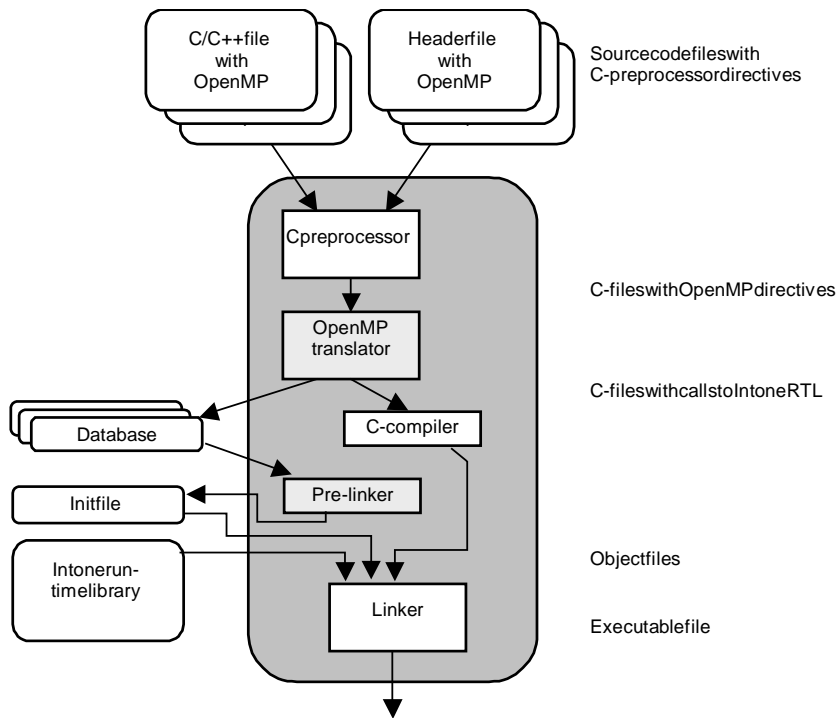 C/C++file
with
OpenMP
Headerfile
with
OpenMP
Sourcecodefileswith
C-preprocessordirectives
Cpreprocessor
C-fileswithOpenMPdirectives
OpenMP
translator
C-fileswithcallstoIntoneRTL
Database
C-compiler
Pre-linker
Initfile
Intonerun-
timelibrary
Objectfiles
Linker
Executablefile